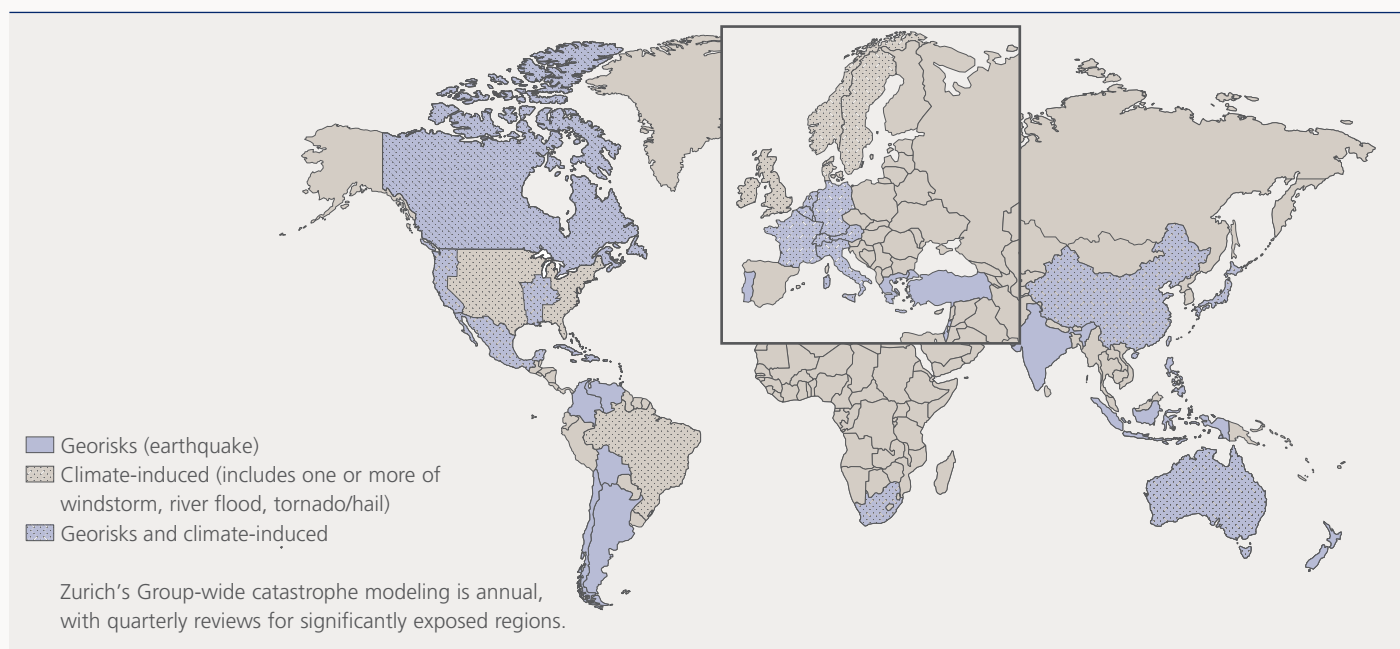 Georisks (earthquake)
Climate-induced (includes one or more of
windstorm, river flood, tornado/hail)
Georisks and climate-induced
Zurich’s Group-wide catastrophe modeling is annual,
with quarterly reviews for significantly exposed regions.